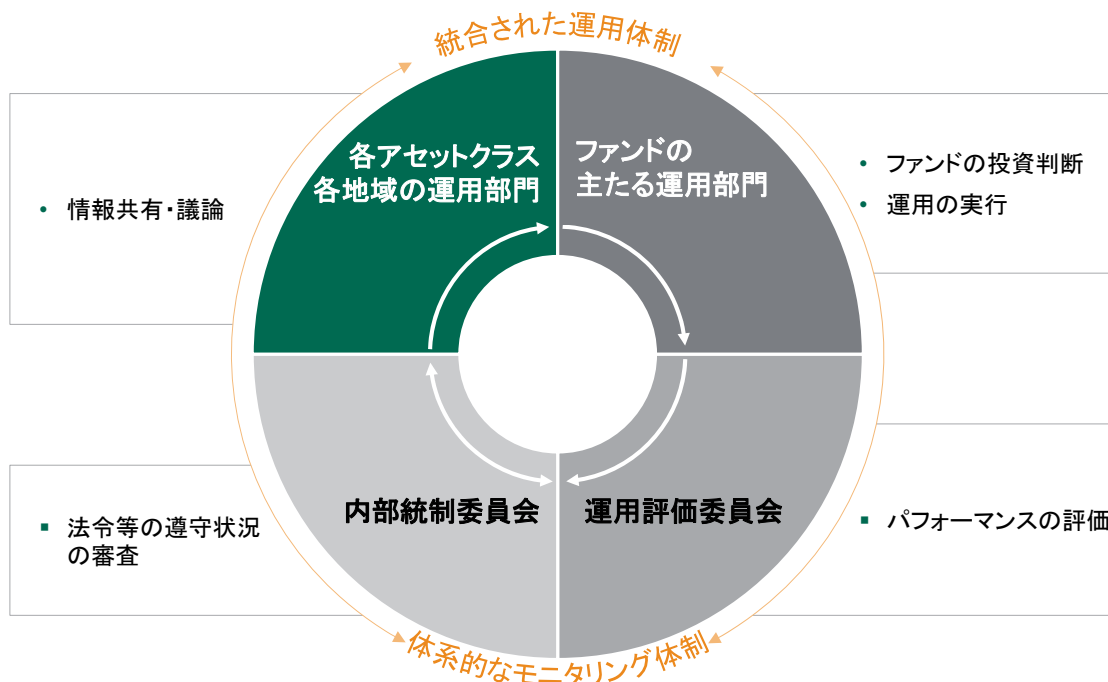 統合された運用体制
各アセットクラス
各地域の運用部門
ファンドの
主たる運用部門
• 情報共有・議論
• ファンドの投資判断
• 運用の実行
内部統制委員会
運用評価委員会
▪ 法令等の遵守状況
の審査
▪ パフォーマンスの評価
体系的なモニタリング体制